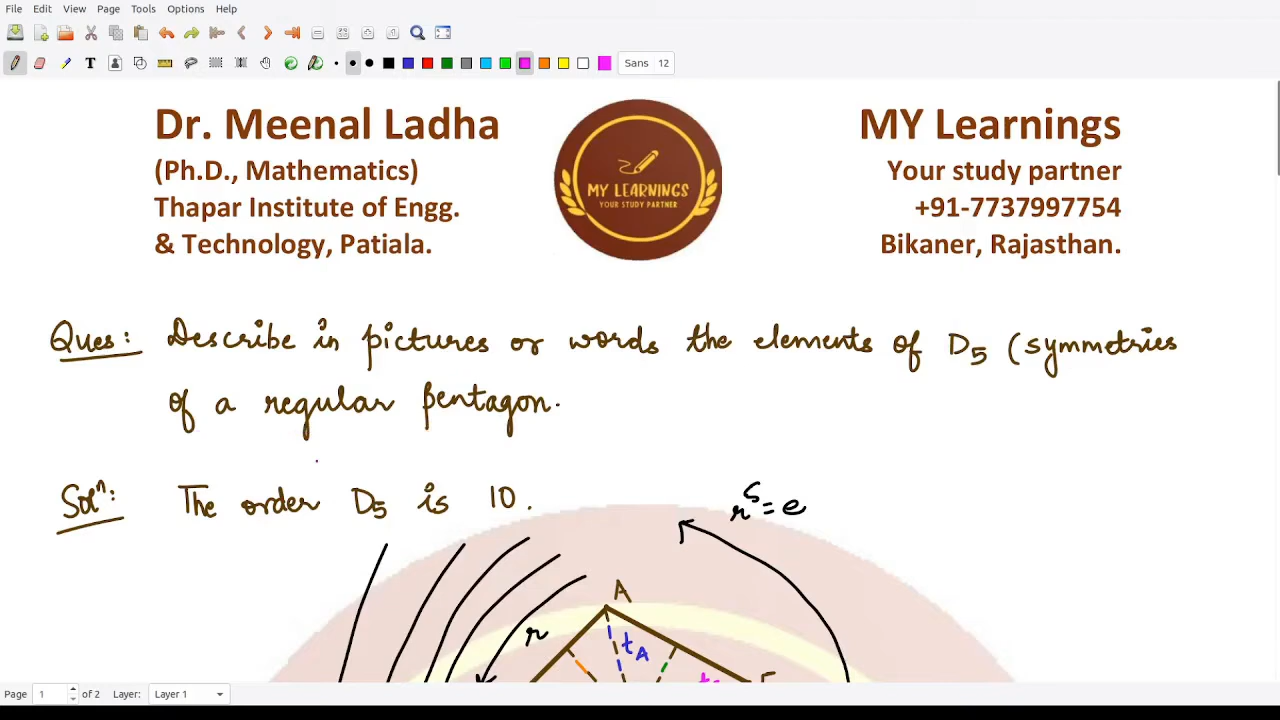 File Edit View Page Tools Options Help
Sans 12
Dr. Meenal Ladha
(Ph.D., Mathematics)
Thapar Institute of Engg.
& Technology, Patiala.
MY LEARNINGS
YOUR STUDY PARTNER
MY Learnings
Your study partner
+91-7737997754
Bikaner, Rajasthan.
Ques: Describe in pictures or words the elements of D5 (symmetries
of a regular pentagon.
Solⁿ: The order D5 is 10.
r⁵ = e
A
r
tA
Page 1 of 2 Layer: Layer 1